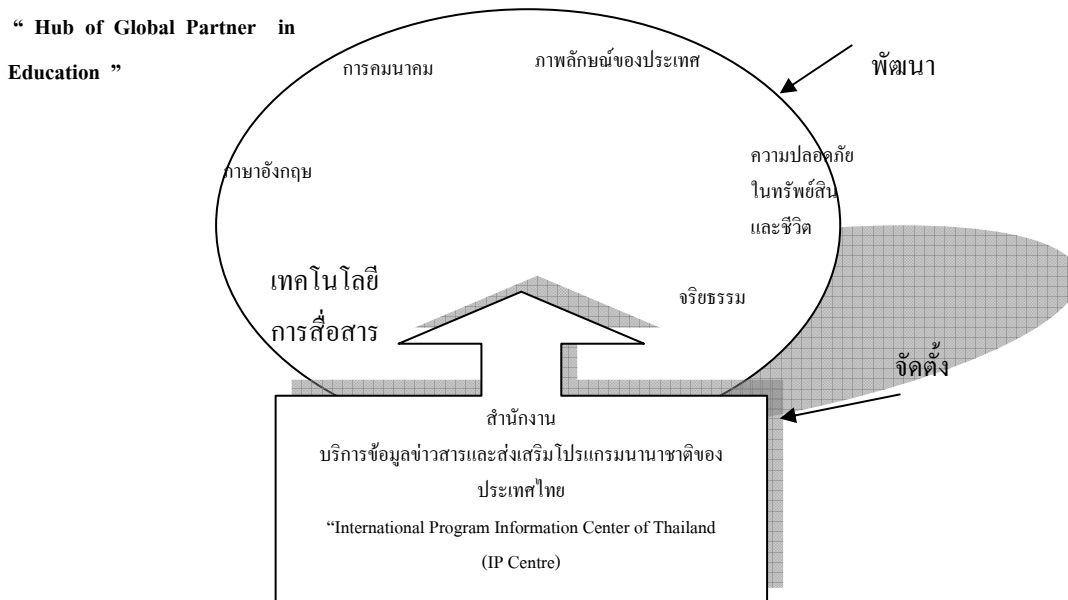 “ Hub of Global Partner in
Education ”
การคมนาคม
ภาพลักษณ์ของประเทศ
พัฒนา
ภาษาอังกฤษ
ความปลอดภัย
ในทรัพย์สิน
และชีวิต
เทคโนโลยี
การสื่อสาร
จริยธรรม
จัดตั้ง
สำนักงาน
บริการข้อมูลข่าวสารและส่งเสริมโปรแกรมนานาชาติของ
ประเทศไทย
“International Program Information Center of Thailand
(IP Centre)